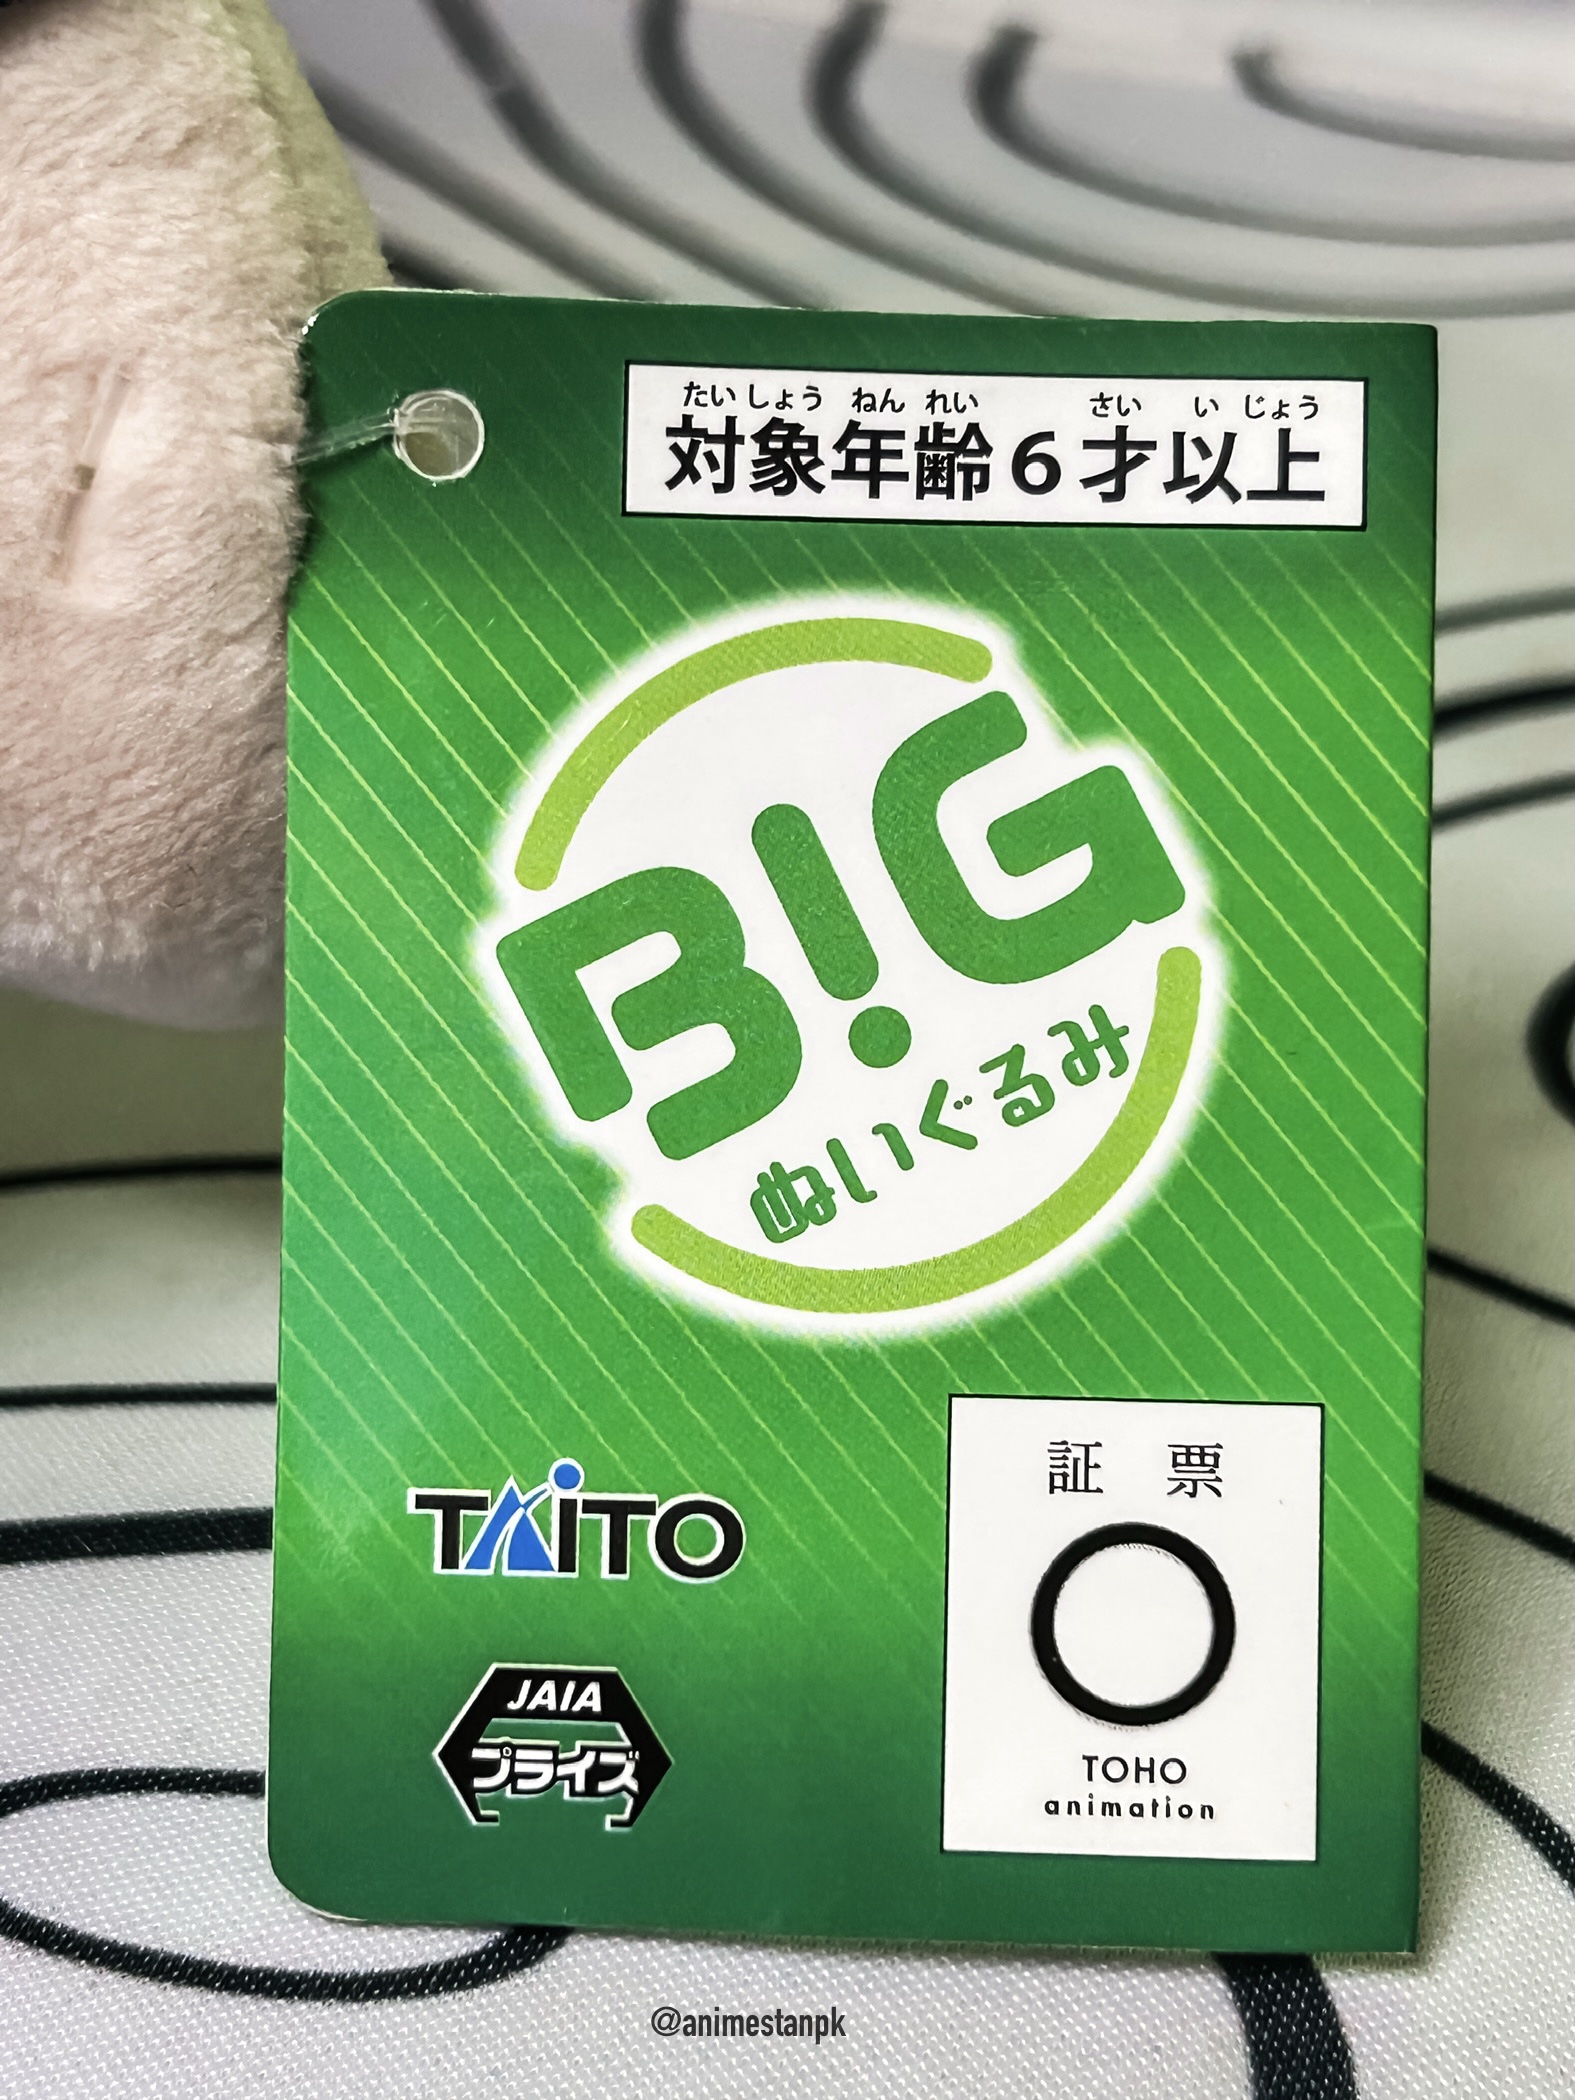 たいしょう ねんれい さい いじょう
対象年齢6才以上
B!G
ぬいぐるみ
TAiTO
JAIA
プライズ
証 票
TOHO
animation
@animestanpk